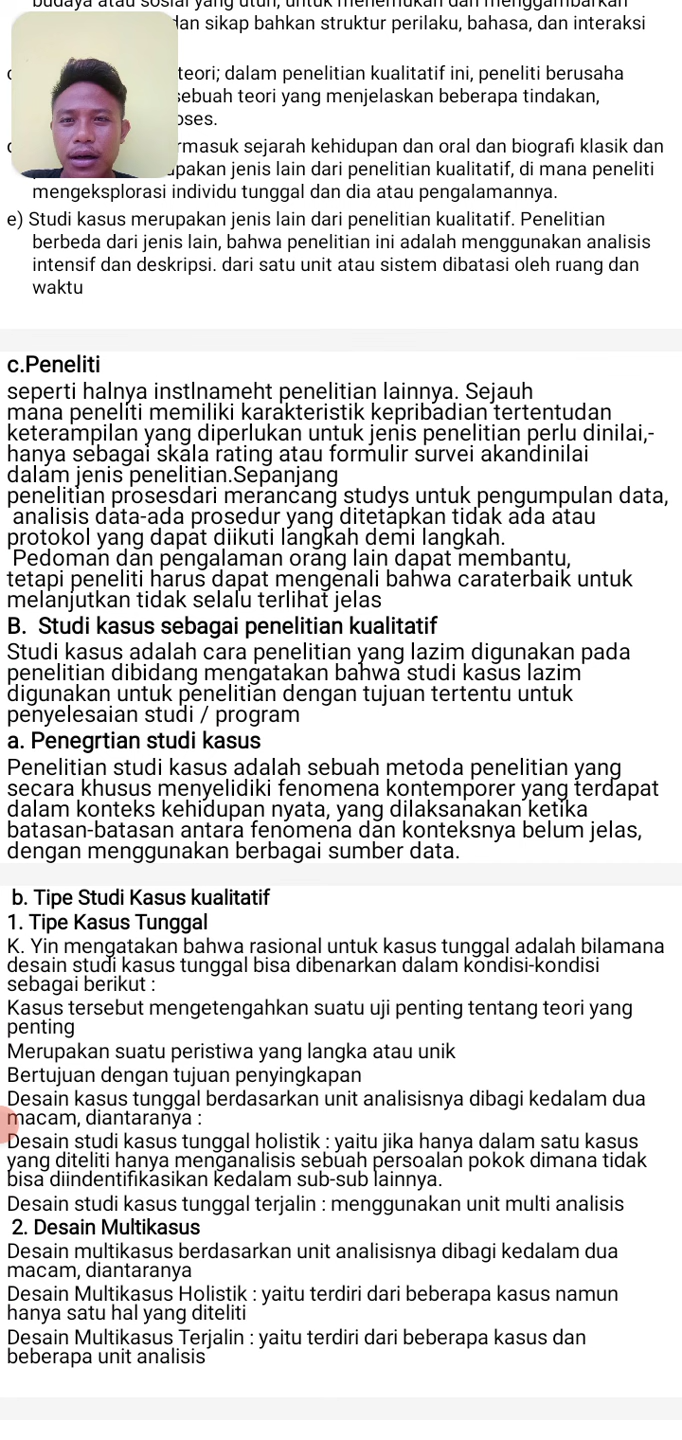 budaya atau sosial yang utuh, untuk menemukan dan menggambarkan
dan sikap bahkan struktur perilaku, bahasa, dan interaksi
teori; dalam penelitian kualitatif ini, peneliti berusaha
sebuah teori yang menjelaskan beberapa tindakan,
oses.
rmasuk sejarah kehidupan dan oral dan biografi klasik dan
upakan jenis lain dari penelitian kualitatif, di mana peneliti
mengeksplorasi individu tunggal dan dia atau pengalamannya.
e) Studi kasus merupakan jenis lain dari penelitian kualitatif. Penelitian
berbeda dari jenis lain, bahwa penelitian ini adalah menggunakan analisis
intensif dan deskripsi. dari satu unit atau sistem dibatasi oleh ruang dan
waktu
c.Peneliti
seperti halnya instlnameht penelitian lainnya. Sejauh
mana peneliti memiliki karakteristik kepribadian tertentudan
keterampilan yang diperlukan untuk jenis penelitian perlu dinilai,-
hanya sebagai skala rating atau formulir survei akandinilai
dalam jenis penelitian.Sepanjang
penelitian prosesdari merancang studys untuk pengumpulan data,
analisis data-ada prosedur yang ditetapkan tidak ada atau
protokol yang dapat diikuti langkah demi langkah.
Pedoman dan pengalaman orang lain dapat membantu,
tetapi peneliti harus dapat mengenali bahwa caraterbaik untuk
melanjutkan tidak selalu terlihat jelas
B. Studi kasus sebagai penelitian kualitatif
Studi kasus adalah cara penelitian yang lazim digunakan pada
penelitian dibidang mengatakan bahwa studi kasus lazim
digunakan untuk penelitian dengan tujuan tertentu untuk
penyelesaian studi / program
a. Penegrtian studi kasus
Penelitian studi kasus adalah sebuah metoda penelitian yang
secara khusus menyelidiki fenomena kontemporer yang terdapat
dalam konteks kehidupan nyata, yang dilaksanakan ketika
batasan-batasan antara fenomena dan konteksnya belum jelas,
dengan menggunakan berbagai sumber data.
b. Tipe Studi Kasus kualitatif
1. Tipe Kasus Tunggal
K. Yin mengatakan bahwa rasional untuk kasus tunggal adalah bilamana
desain studi kasus tunggal bisa dibenarkan dalam kondisi-kondisi
sebagai berikut :
Kasus tersebut mengetengahkan suatu uji penting tentang teori yang
penting
Merupakan suatu peristiwa yang langka atau unik
Bertujuan dengan tujuan penyingkapan
Desain kasus tunggal berdasarkan unit analisisnya dibagi kedalam dua
macam, diantaranya :
Desain studi kasus tunggal holistik : yaitu jika hanya dalam satu kasus
yang diteliti hanya menganalisis sebuah persoalan pokok dimana tidak
bisa diindentifikasikan kedalam sub-sub lainnya.
Desain studi kasus tunggal terjalin : menggunakan unit multi analisis
2. Desain Multikasus
Desain multikasus berdasarkan unit analisisnya dibagi kedalam dua
macam, diantaranya
Desain Multikasus Holistik : yaitu terdiri dari beberapa kasus namun
hanya satu hal yang diteliti
Desain Multikasus Terjalin : yaitu terdiri dari beberapa kasus dan
beberapa unit analisis